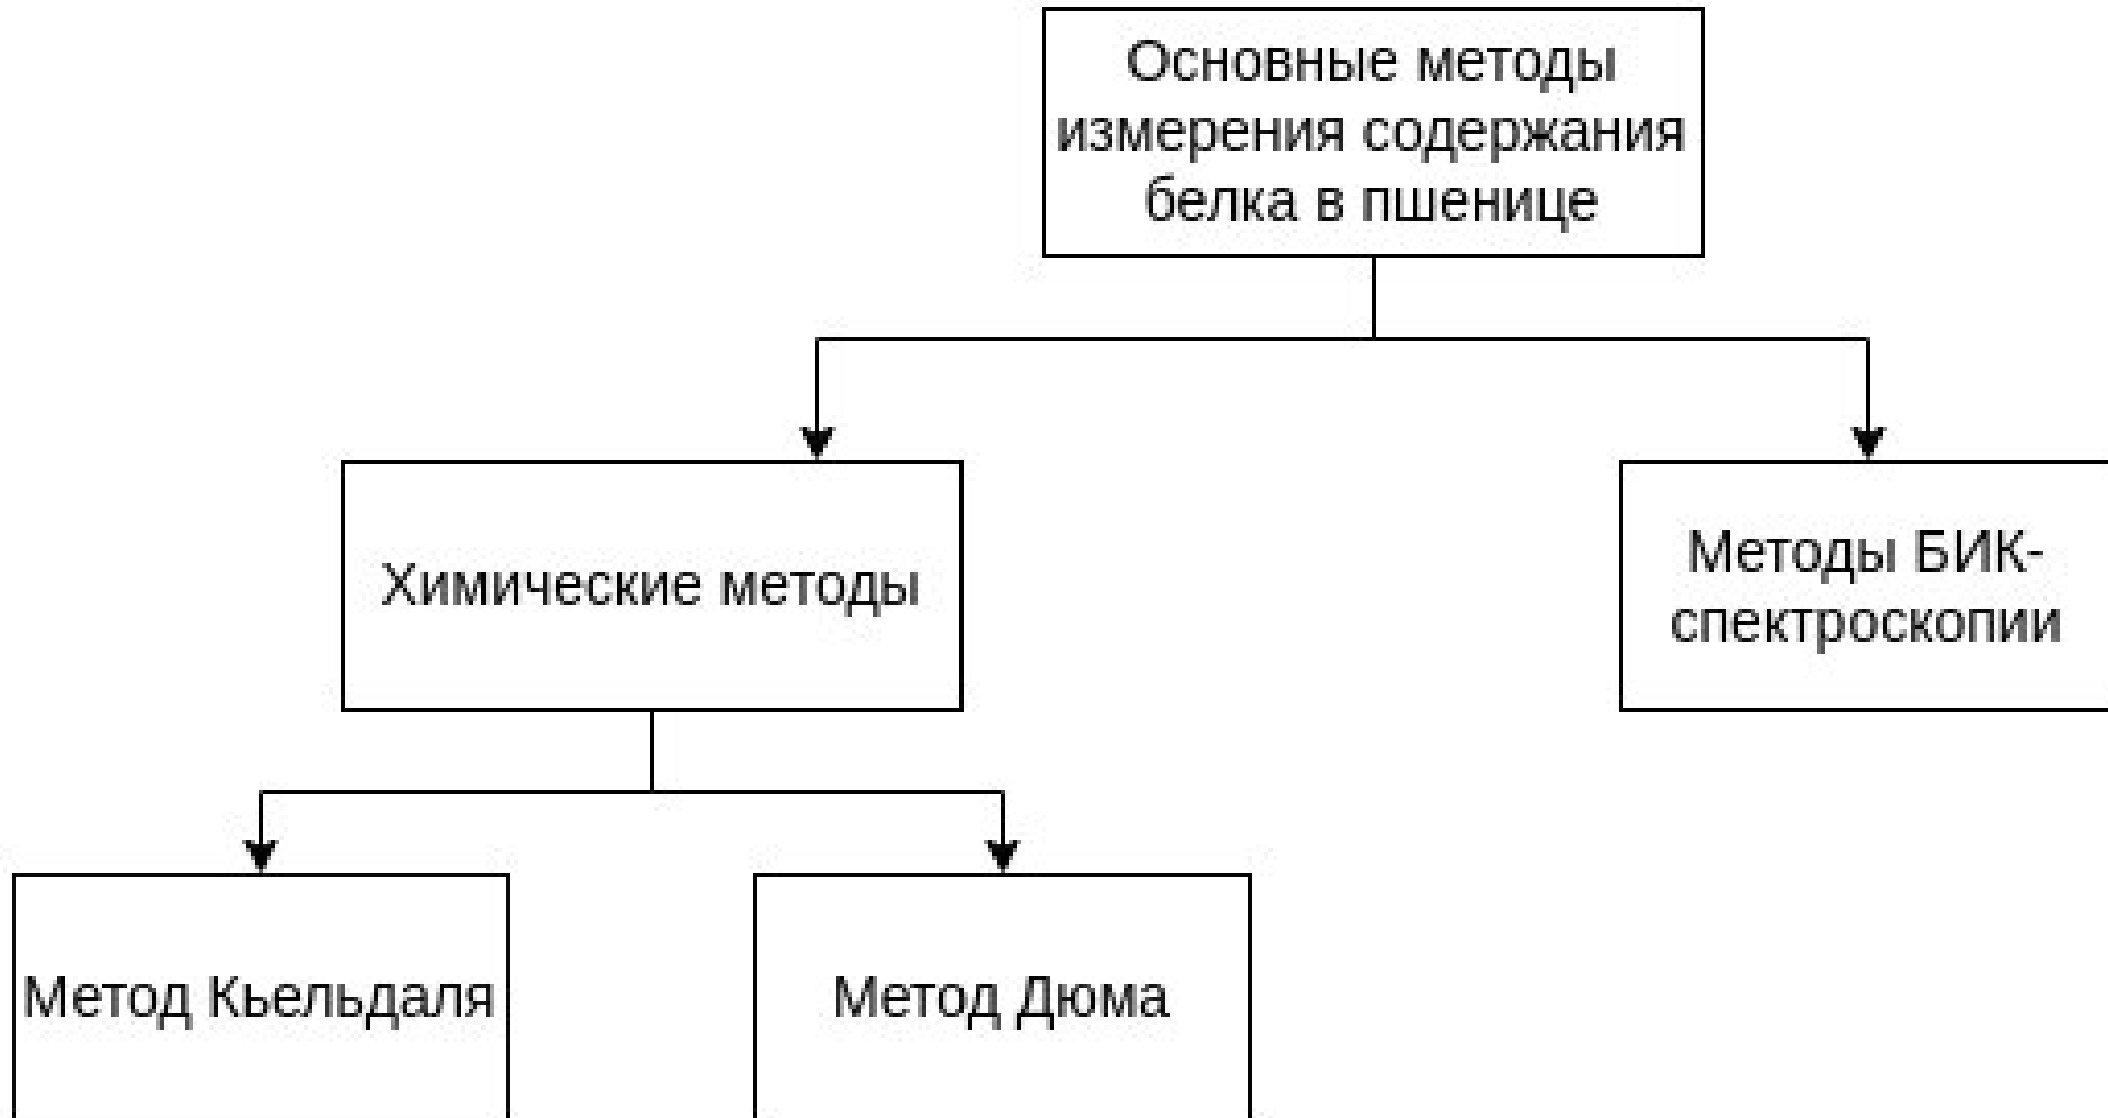 Основные методы
измерения содержания
белка в пшенице
Химические методы
Методы БИК-
спектроскопии
Метод Кьельдаля
Метод Дюма